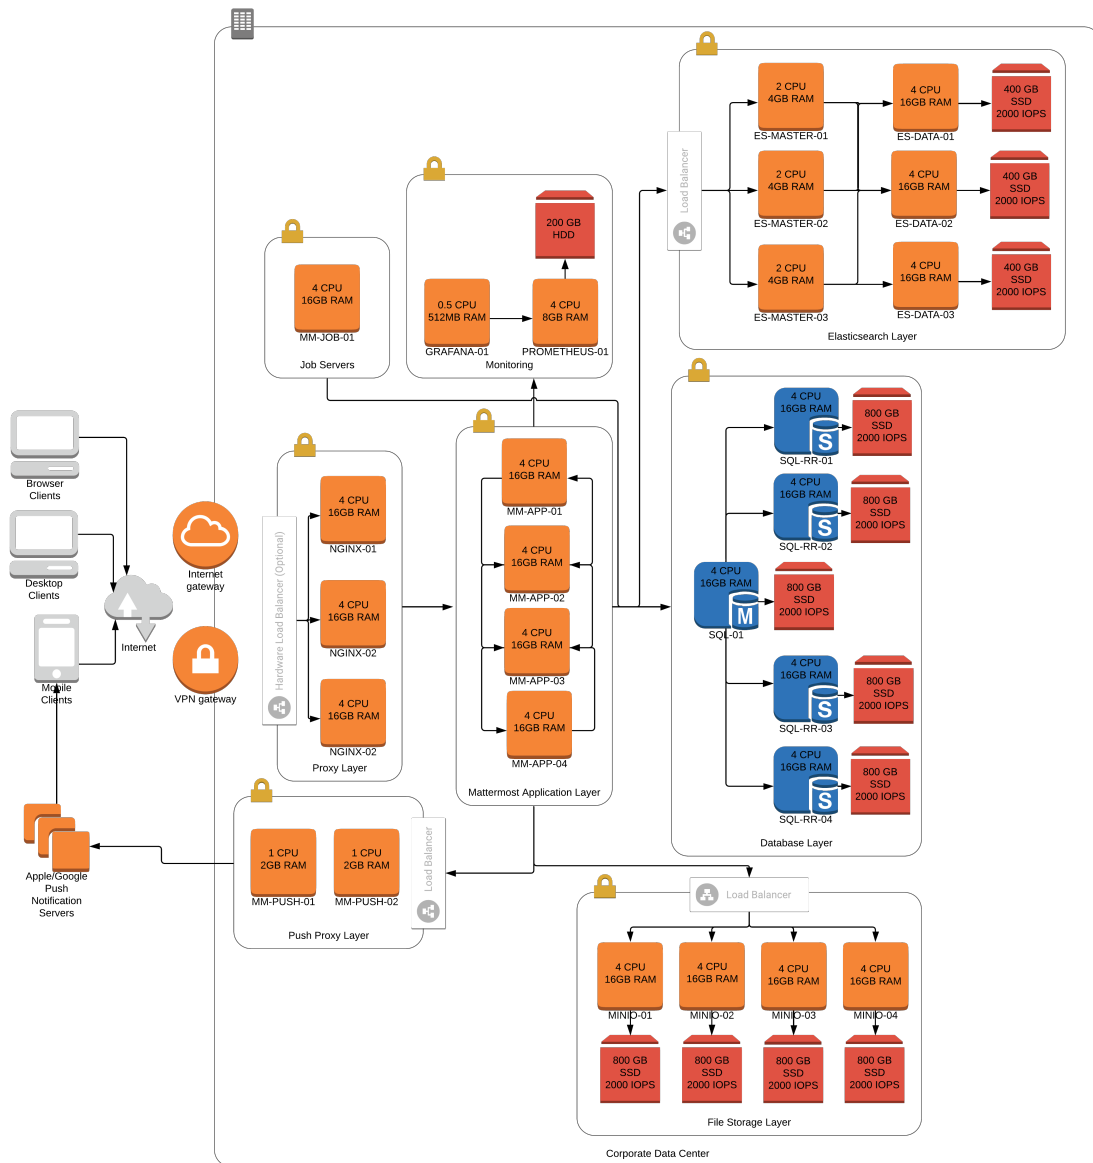 2 CPU
4GB RAM
ES-MASTER-01
4 CPU
16GB RAM
ES-DATA-01
400 GB
SSD
2000 IOPS
Load Balancer
2 CPU
4GB RAM
ES-MASTER-02
4 CPU
16GB RAM
ES-DATA-02
400 GB
SSD
2000 IOPS
2 CPU
4GB RAM
ES-MASTER-03
4 CPU
16GB RAM
ES-DATA-03
400 GB
SSD
2000 IOPS
Elasticsearch Layer
200 GB
HDD
0.5 CPU
512MB RAM
GRAFANA-01
4 CPU
8GB RAM
PROMETHEUS-01
Monitoring
4 CPU
16GB RAM
MM-JOB-01
Job Servers
Browser
Clients
Desktop
Clients
Mobile
Clients
Internet
Internet
gateway
VPN gateway
Hardware Load Balancer (Optional)
4 CPU
16GB RAM
NGINX-01
4 CPU
16GB RAM
NGINX-02
4 CPU
16GB RAM
NGINX-02
Proxy Layer
4 CPU
16GB RAM
MM-APP-01
4 CPU
16GB RAM
MM-APP-02
4 CPU
16GB RAM
MM-APP-03
4 CPU
16GB RAM
MM-APP-04
Mattermost Application Layer
4 CPU
16GB RAM
S
SQL-RR-01
800 GB
SSD
2000 IOPS
4 CPU
16GB RAM
S
SQL-RR-02
800 GB
SSD
2000 IOPS
4 CPU
16GB RAM
M
SQL-01
800 GB
SSD
2000 IOPS
4 CPU
16GB RAM
S
SQL-RR-03
800 GB
SSD
2000 IOPS
4 CPU
16GB RAM
S
SQL-RR-04
800 GB
SSD
2000 IOPS
Database Layer
Apple/Google
Push
Notification
Servers
1 CPU
2GB RAM
MM-PUSH-01
1 CPU
2GB RAM
MM-PUSH-02
Load Balancer
Push Proxy Layer
Load Balancer
4 CPU
16GB RAM
MINIO-01
4 CPU
16GB RAM
MINIO-02
4 CPU
16GB RAM
MINIO-03
4 CPU
16GB RAM
MINIO-04
800 GB
SSD
2000 IOPS
800 GB
SSD
2000 IOPS
800 GB
SSD
2000 IOPS
800 GB
SSD
2000 IOPS
File Storage Layer
Corporate Data Center